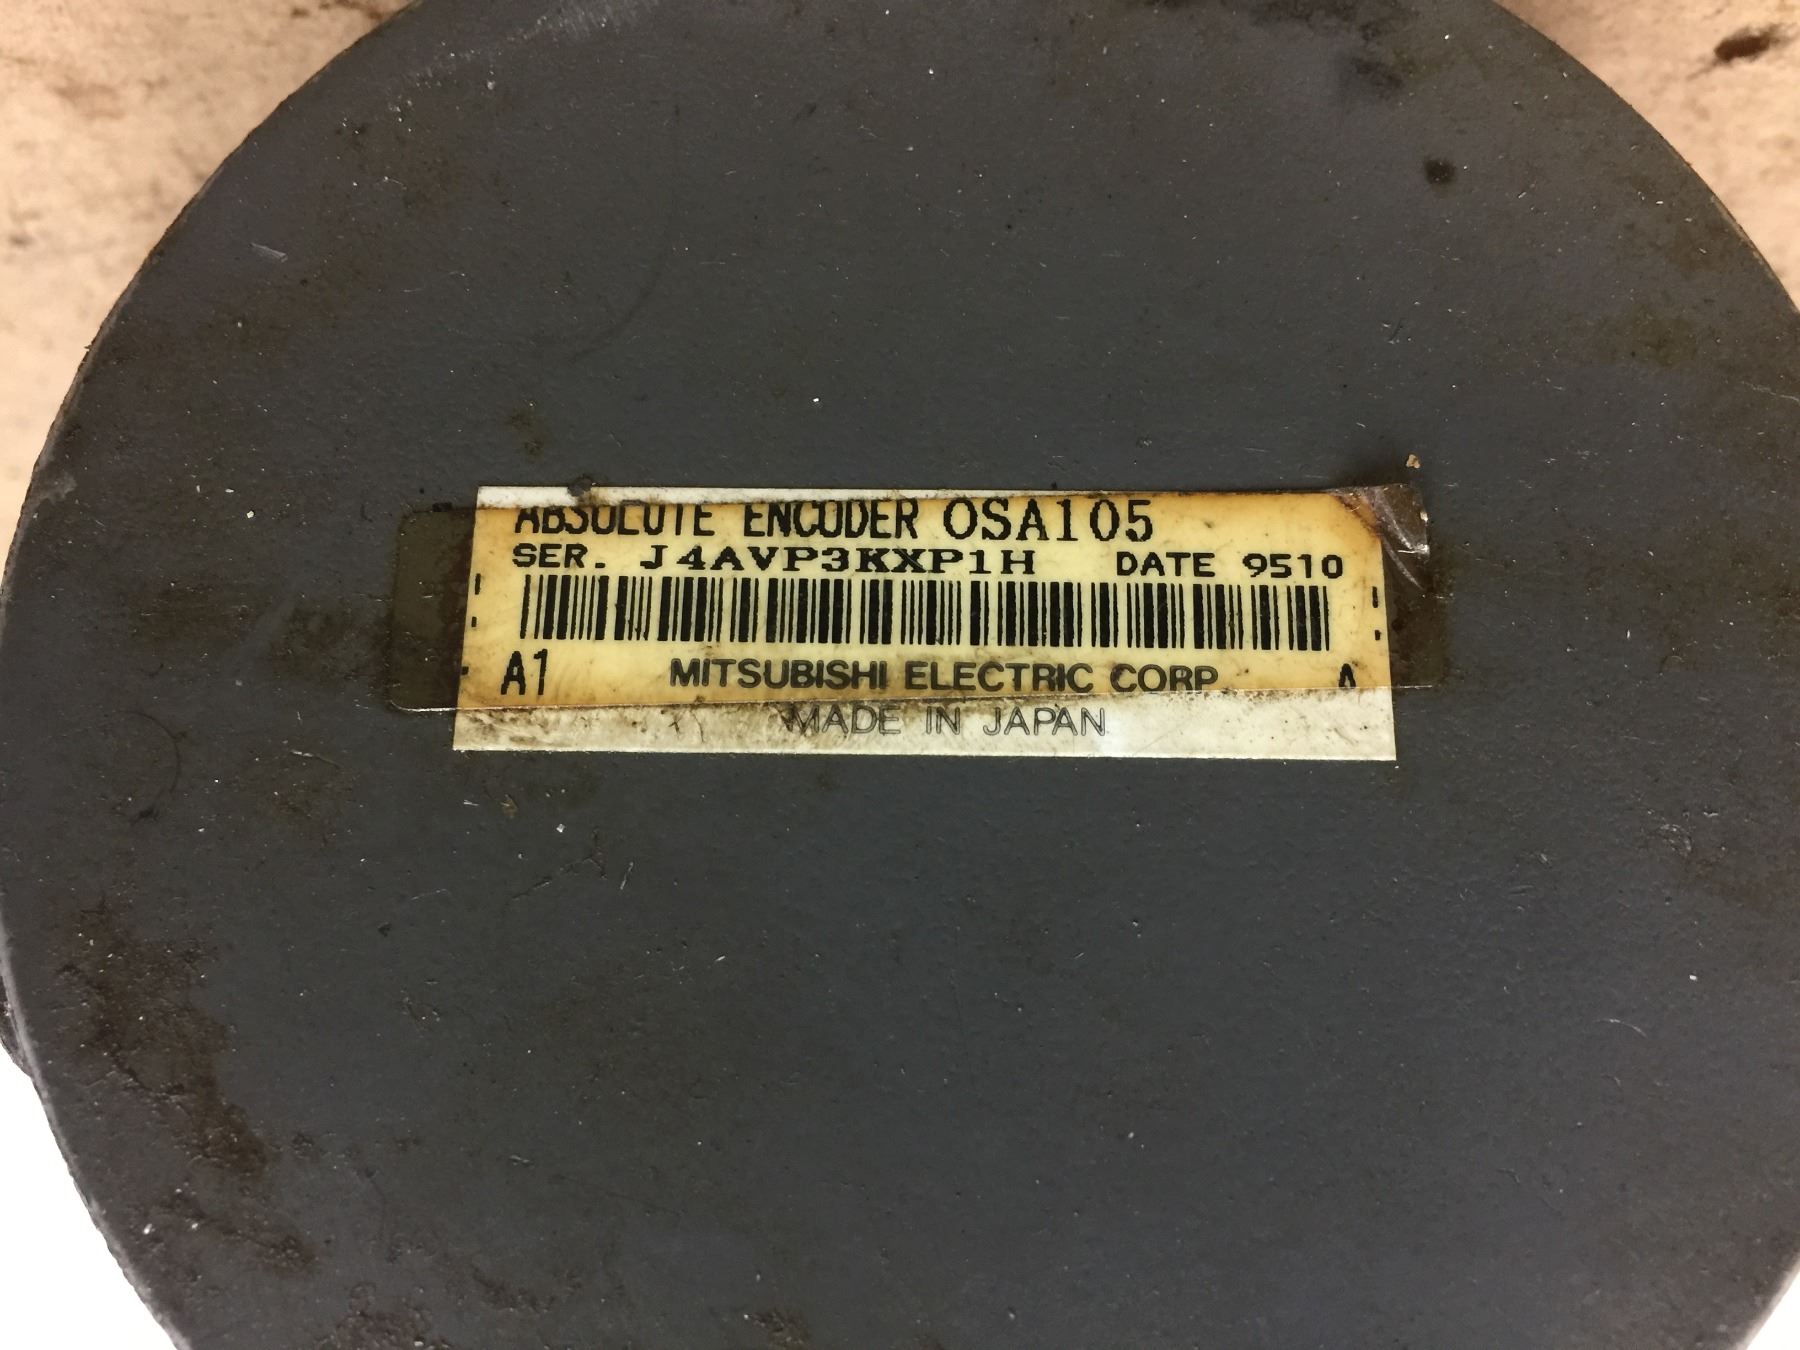 ABSOLUTE ENCODER OSA105
SER. J4AVP3KXP1H DATE 9510
A1 MITSUBISHI ELECTRIC CORP A
MADE IN JAPAN